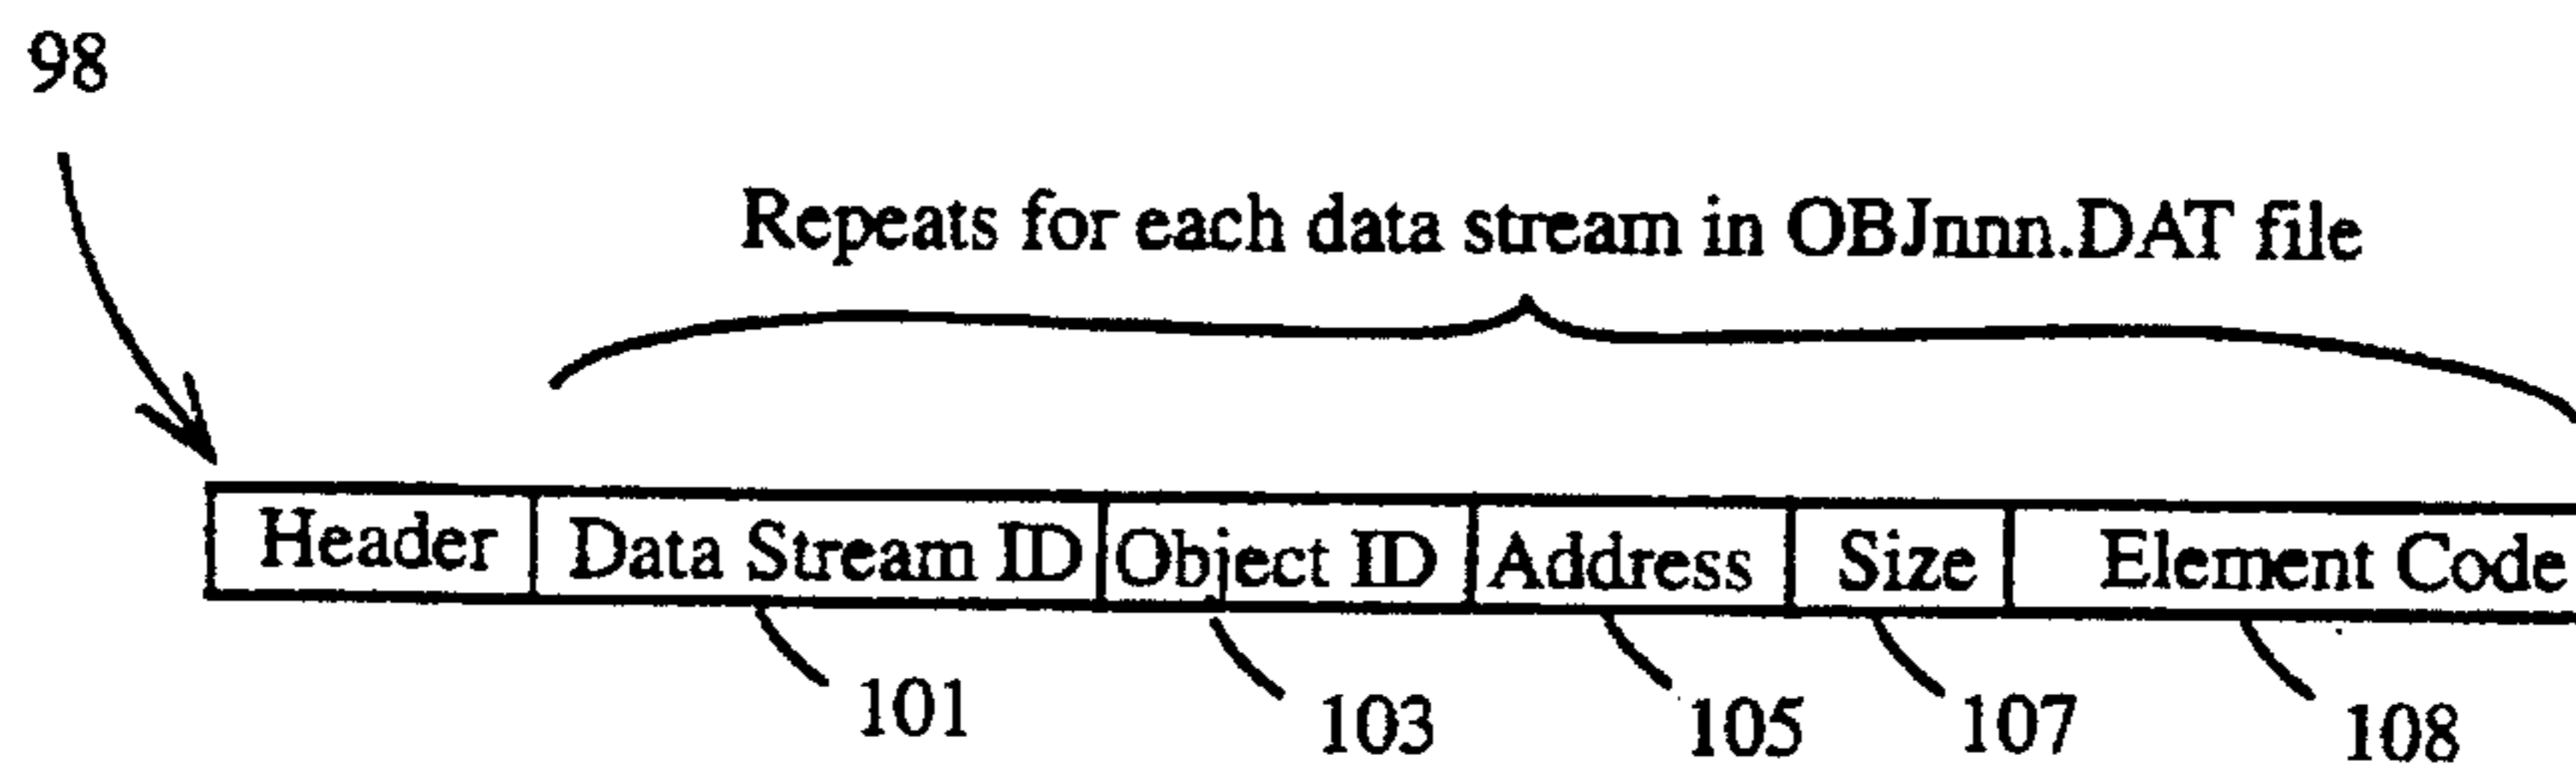 98
Repeats for each data stream in OBJnnn.DAT file
Header Data Stream ID Object ID Address Size Element Code
101 103 105 107 108